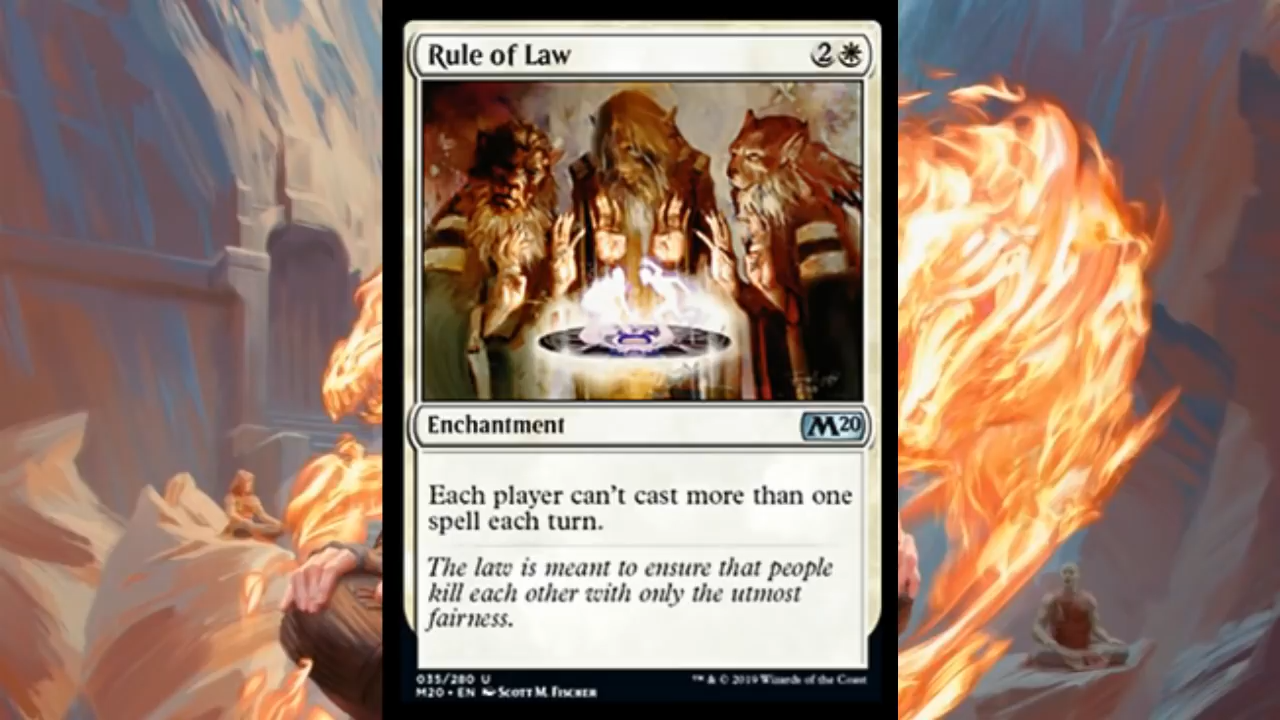 Rule of Law 2
Enchantment M20
Each player can't cast more than one
spell each turn.
The law is meant to ensure that people
kill each other with only the utmost
fairness.
035/280 U ™ & © 2019 Wizards of the Coast
M20 • EN Scott M. Fischer